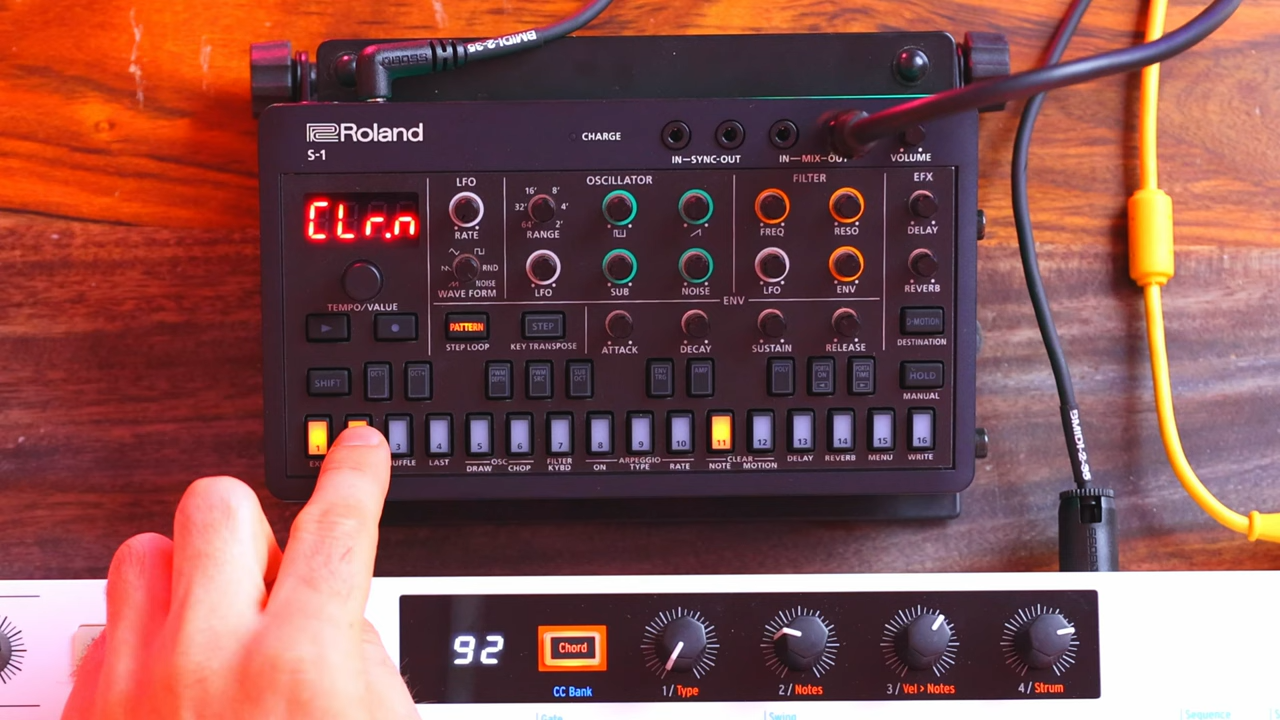 BMIDI-2-35
Roland
S-1
CHARGE
IN—SYNC-OUT
IN—MIX-OUT
VOLUME
CLr.n
LFO
RATE
WAVE FORM
RND
NOISE
OSCILLATOR
16' 8'
32' 4'
64' 2'
RANGE
LFO
SUB
NOISE
FILTER
FREQ
RESO
LFO
ENV
EFX
DELAY
REVERB
TEMPO/VALUE
PATTERN
STEP LOOP
STEP
KEY TRANSPOSE
ENV
ATTACK
DECAY
SUSTAIN
RELEASE
D-MOTION
DESTINATION
SHIFT
OCT-
OCT+
PWM DEPTH
PWM SRC
SUB OCT
ENV TRG
AMP
POLY
PORTA ON
PORTA TIME
HOLD
MANUAL
1 3 4 5 6 7 8 9 10 11 12 13 14 15 16
LAST
OSC
DRAW CHOP
FILTER
KYBD
ARPEGGIO
ON TYPE RATE
CLEAR
NOTE MOTION
DELAY
REVERB
MENU
WRITE
BMIDI-2-35
92
Chord
CC Bank
1/Type
2/Notes
3/Vel>Notes
4/Strum
Gate
Swing
Sequence